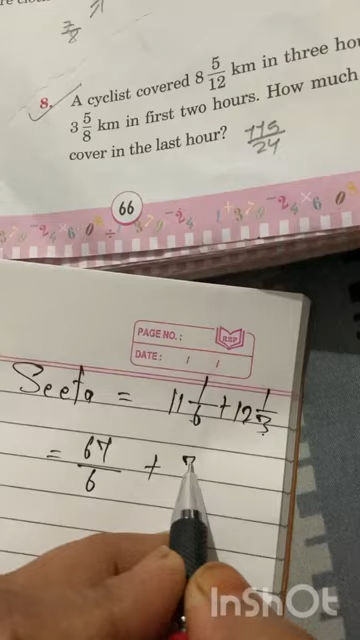 8. A cyclist covered 8 5/12 km in three
3 5/8 km in first two hours. How much
cover in the last hour? 115/24
66
PAGE NO.:
DATE: / /
Seeta = 11 1/6 + 12 1/3
= 67/6 +
InShOt